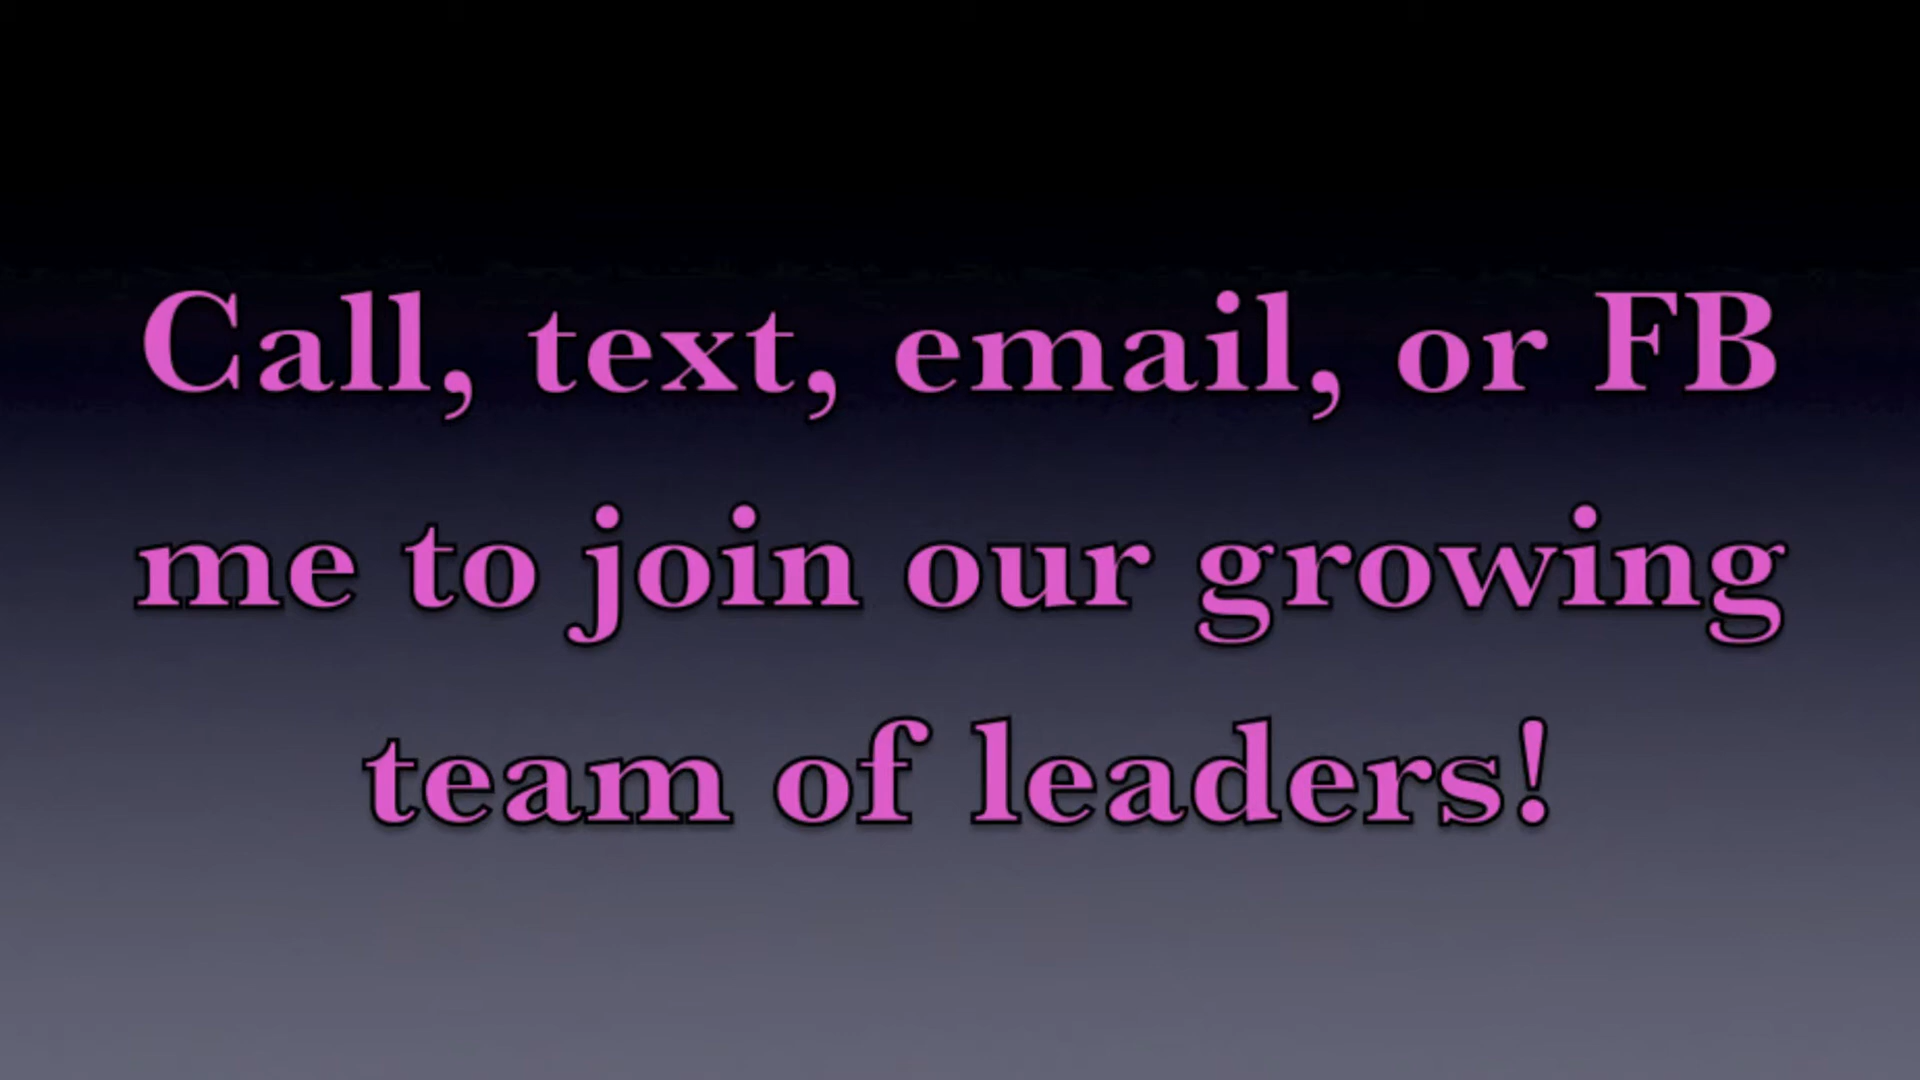 Call, text, email, or FB
me to join our growing
team of leaders!